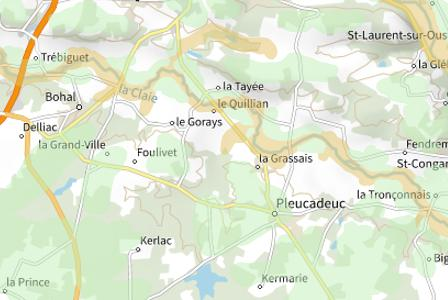 St-Laurent-sur-Ous
Trébiguet
la Glé
la Tayée
Bohal
la Claie
le Quillian
le Gorays
Delliac
la Grand-Ville
Foulivet
la Grassais
Fendrem
St-Congar
la Tronçonnais
Pleucadeuc
Kerlac
Big
Kermarie
la Prince